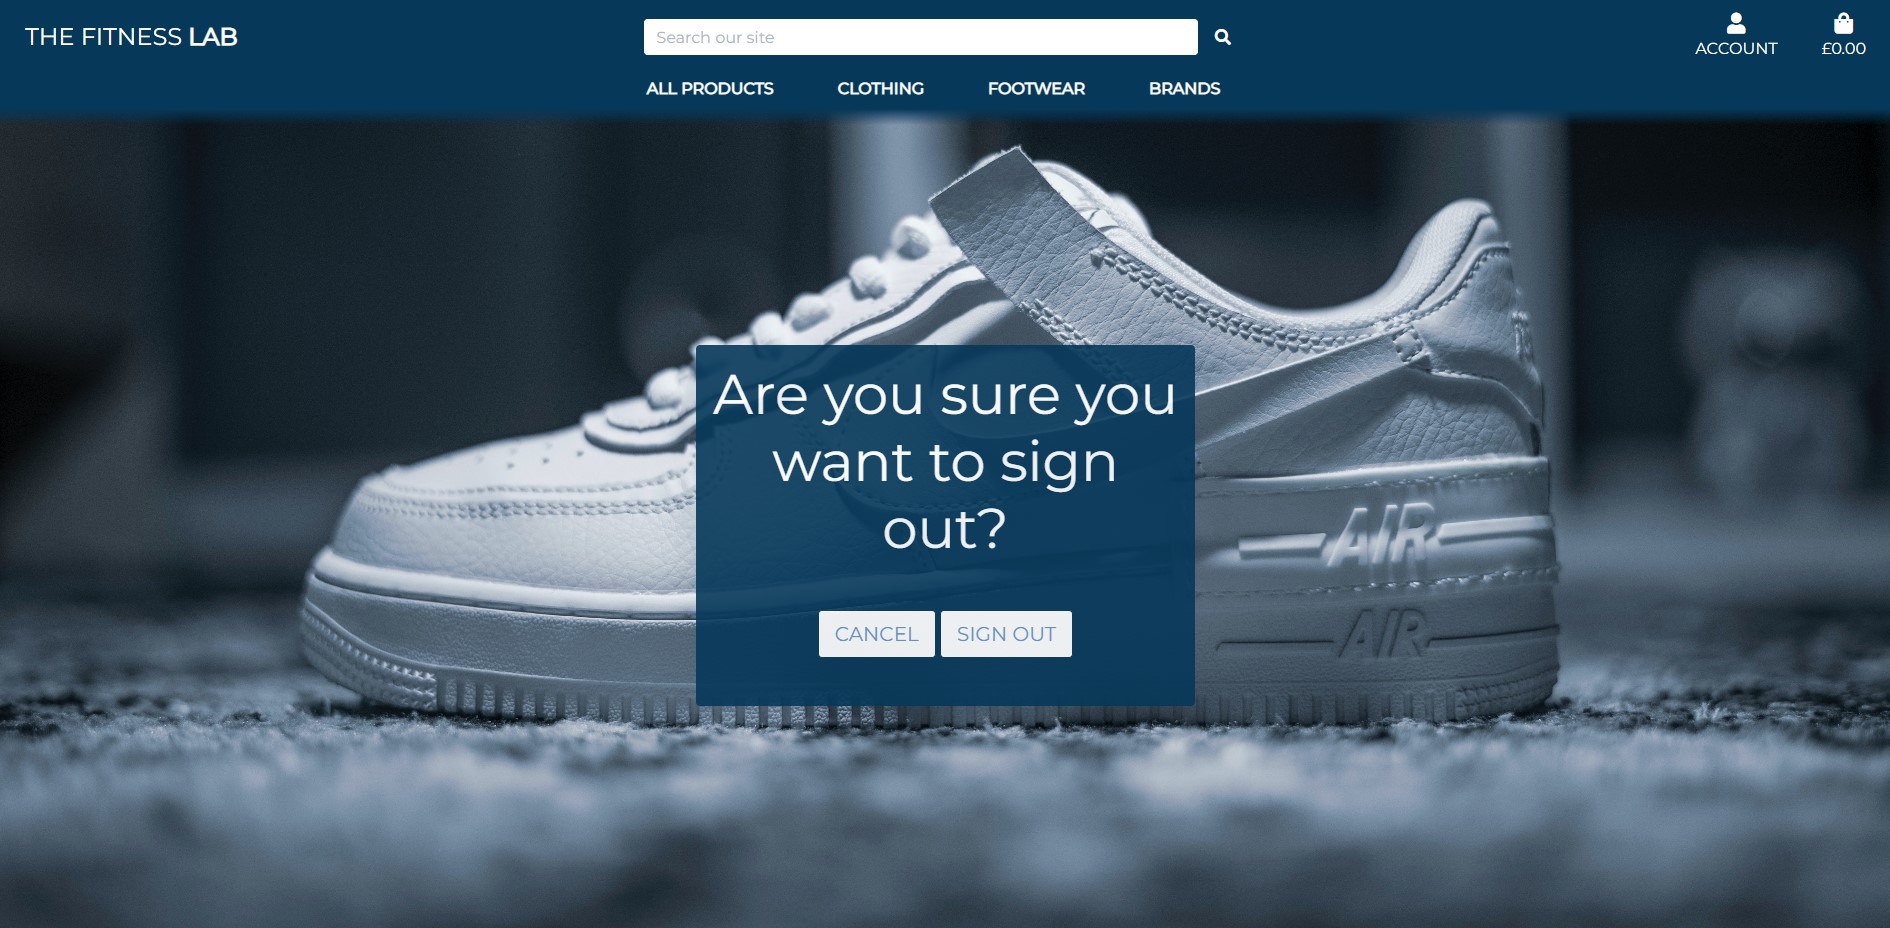 THE FITNESS LAB
Search our site
ACCOUNT
£0.00
ALL PRODUCTS
CLOTHING
FOOTWEAR
BRANDS
Are you sure you
want to sign
out?
CANCEL
SIGN OUT
AIR
AIR